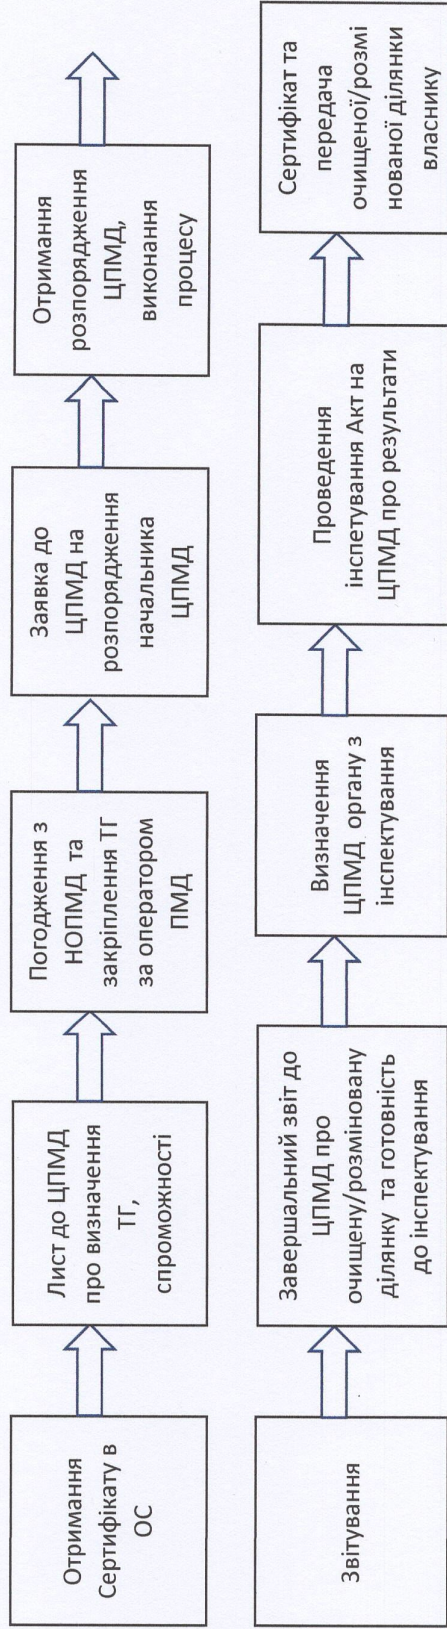 Отримання
Сертифікату в
ОС
Лист до ЦПМД
про визначення
ТГ,
спроможності
Погодження з
НОПМД та
закріплення ТГ
за оператором
ПМД
Заявка до
ЦПМД на
розпорядження
начальника
ЦПМД
Отримання
розпорядження
ЦПМД,
виконання
процесу
Звітування
Завершальний звіт до
ЦПМД про
очищену/розміновану
ділянку та готовність
до інспектування
Визначення
ЦПМД органу з
інспектування
Проведення
інспетування Акт на
ЦПМД про результати
Сертифікат та
передача
очищеної/розмі
нованої ділянки
власнику